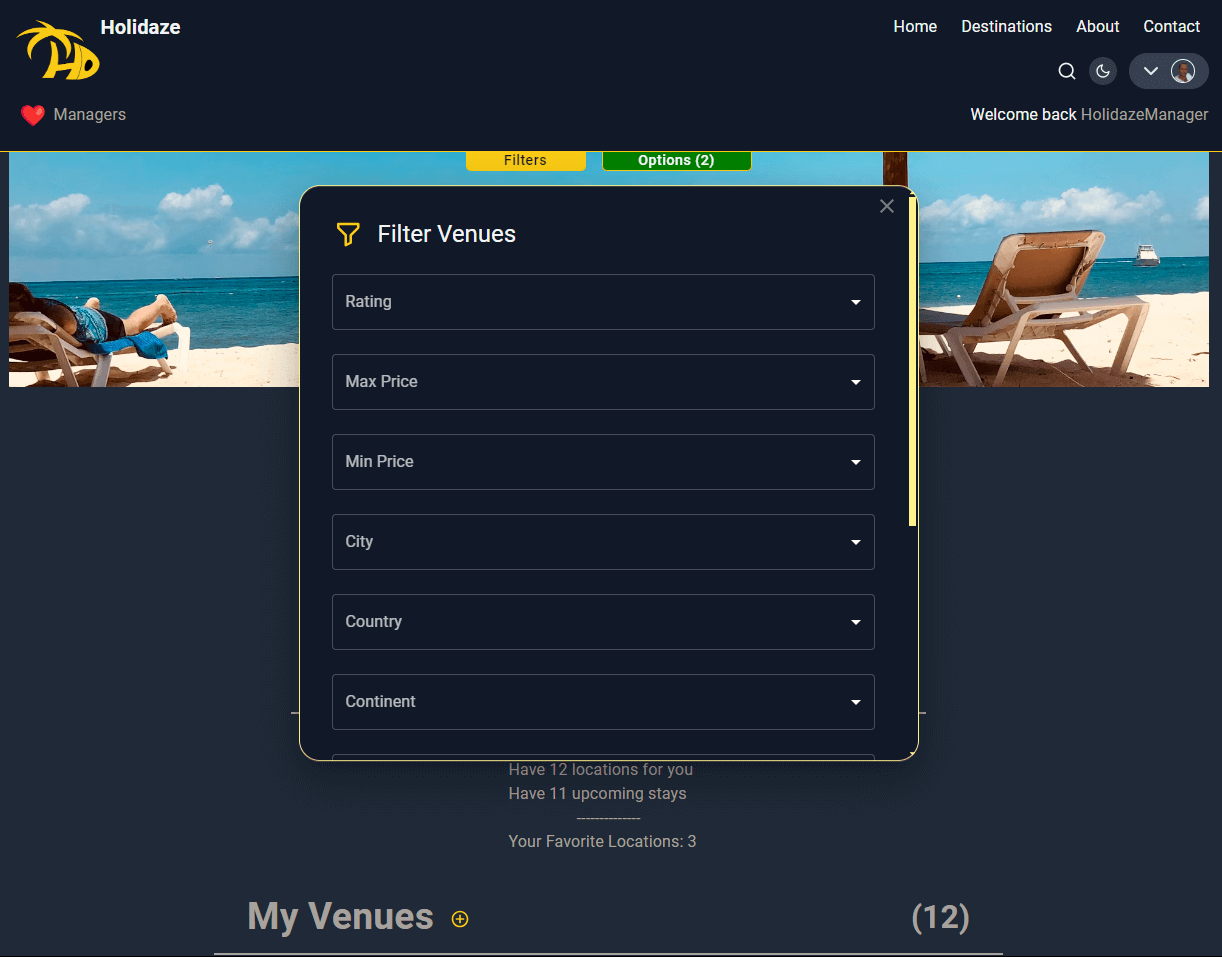 Holidaze
Home Destinations About Contact
Managers
Welcome back HolidazeManager
Filters
Options (2)
Filter Venues
Rating
Max Price
Min Price
City
Country
Continent
Have 12 locations for you
Have 11 upcoming stays
--------------
Your Favorite Locations: 3
My Venues
(12)